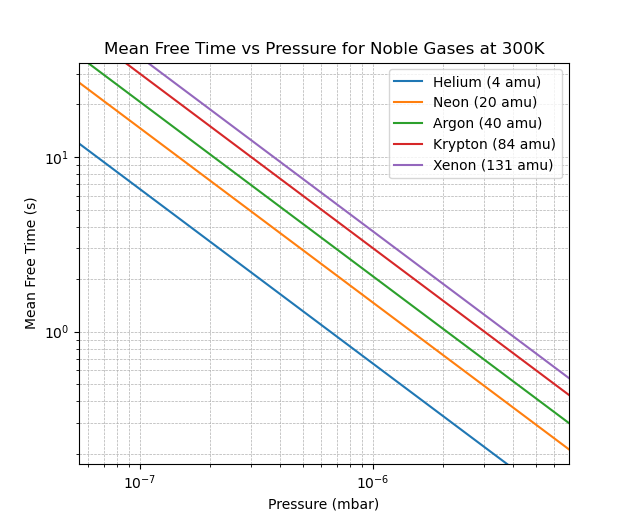 Mean Free Time vs Pressure for Noble Gases at 300K
Helium (4 amu)
Neon (20 amu)
Argon (40 amu)
Krypton (84 amu)
Xenon (131 amu)
Mean Free Time (s)
10¹
10⁰
10⁻⁷
10⁻⁶
Pressure (mbar)